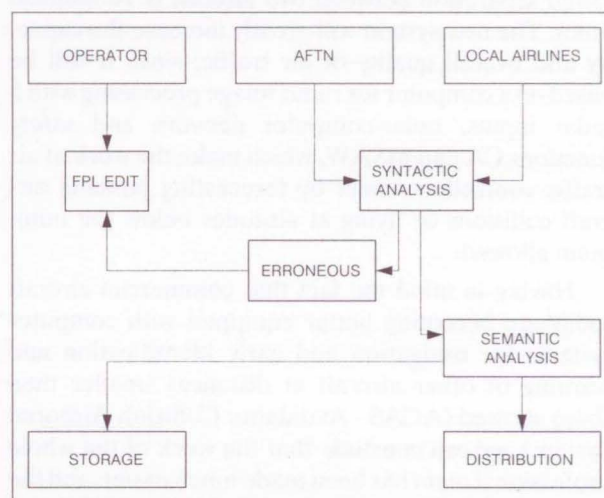 OPERATOR
AFTN
LOCAL AIRLINES
FPL EDIT
SYNTACTIC
ANALYSIS
ERRONEOUS
SEMANTIC
ANALYSIS
STORAGE
DISTRIBUTION